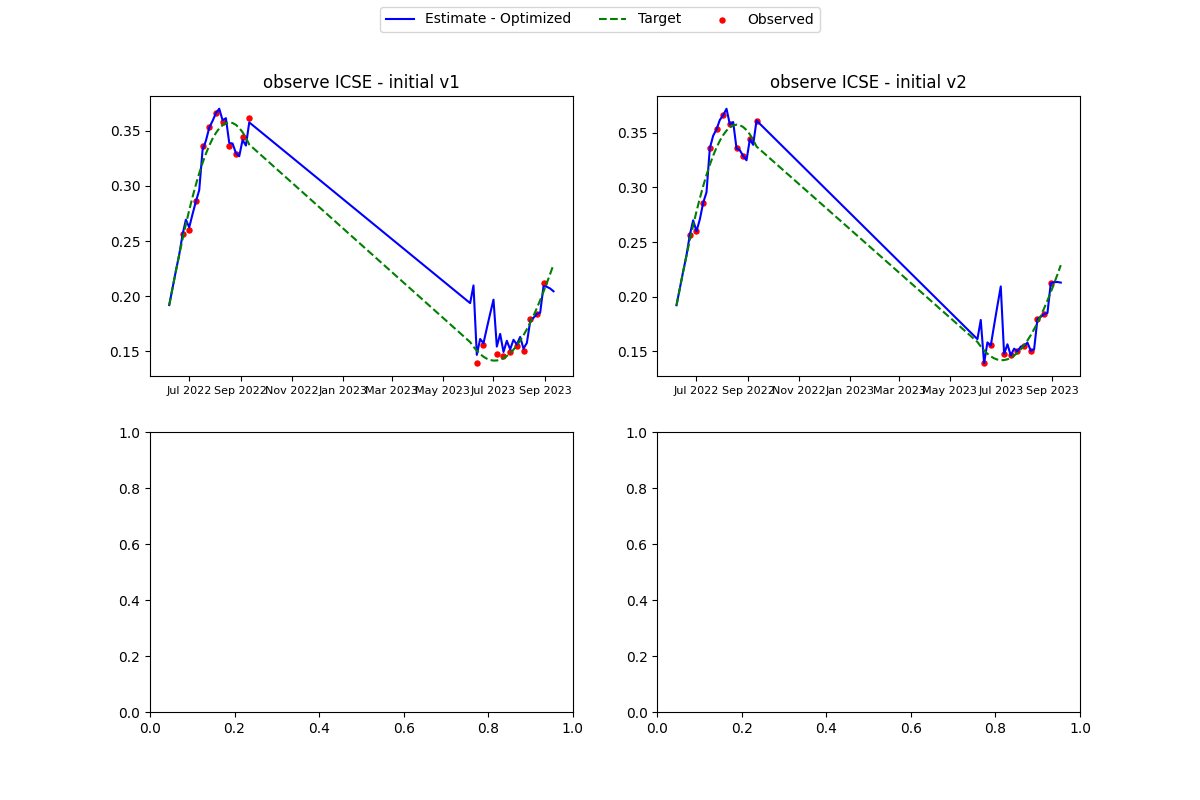 Estimate - Optimized Target Observed
observe ICSE - initial v1 observe ICSE - initial v2
0.35 0.35
0.30 0.30
0.25 0.25
0.20 0.20
0.15 0.15
Jul 2022 Sep 2022 Nov 2022 Jan 2023 Mar 2023 May 2023 Jul 2023 Sep 2023 Jul 2022 Sep 2022 Nov 2022 Jan 2023 Mar 2023 May 2023 Jul 2023 Sep 2023
1.0 1.0
0.8 0.8
0.6 0.6
0.4 0.4
0.2 0.2
0.0 0.0
0.0 0.2 0.4 0.6 0.8 1.0 0.0 0.2 0.4 0.6 0.8 1.0